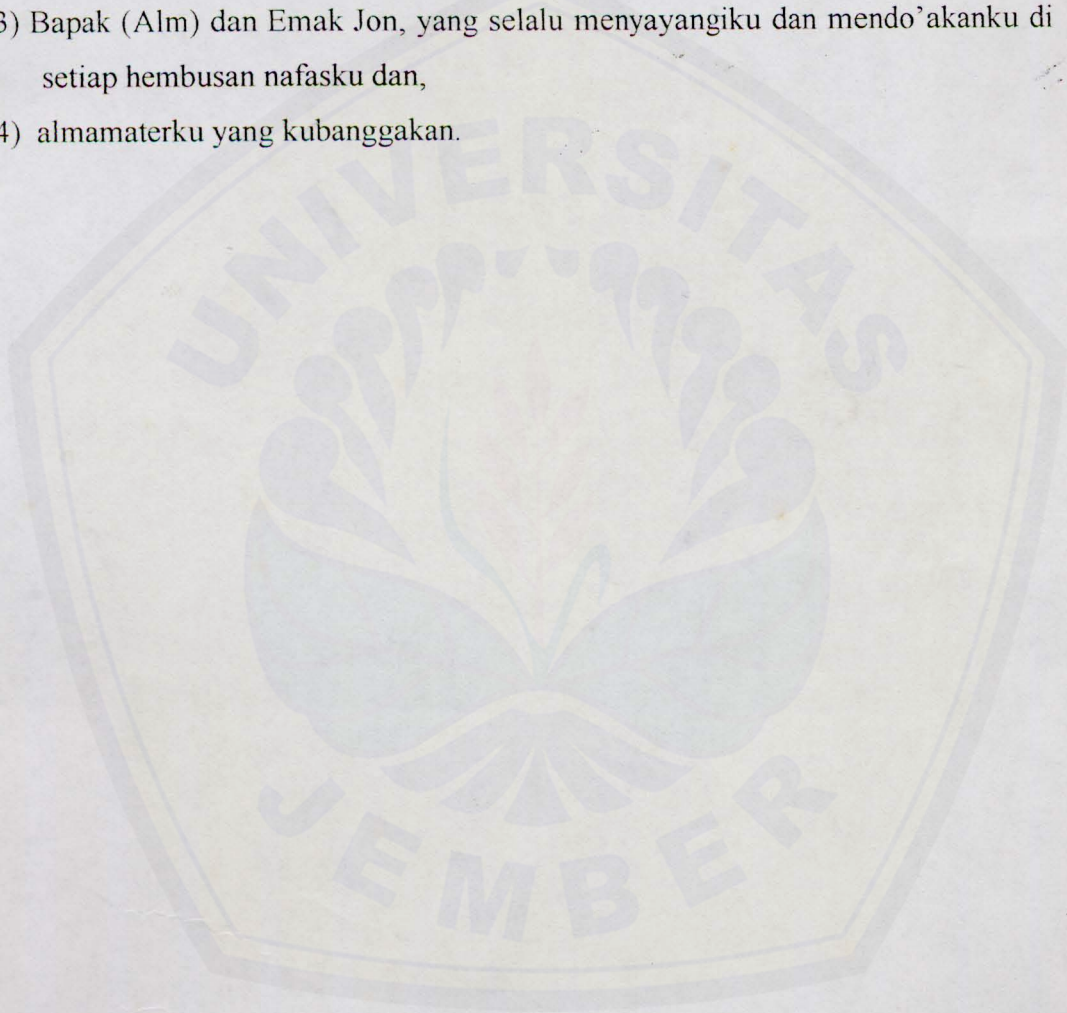 3) Bapak (Alm) dan Emak Jon, yang selalu menyayangiku dan mendo’akanku di
setiap hembusan nafasku dan,
4) almamaterku yang kubanggakan.
UNIVERSITAS
JEMBER